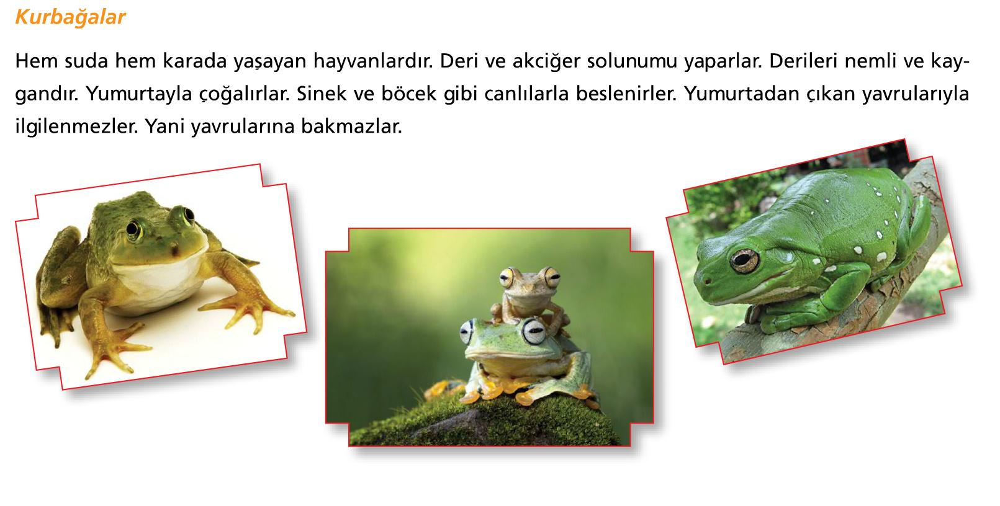 Kurbağalar
Hem suda hem karada yaşayan hayvanlardır. Deri ve akciğer solunumu yaparlar. Derileri nemli ve kay-
gandır. Yumurtayla çoğalırlar. Sinek ve böcek gibi canlılarla beslenirler. Yumurtadan çıkan yavrularıyla
ilgilenmezler. Yani yavrularına bakmazlar.